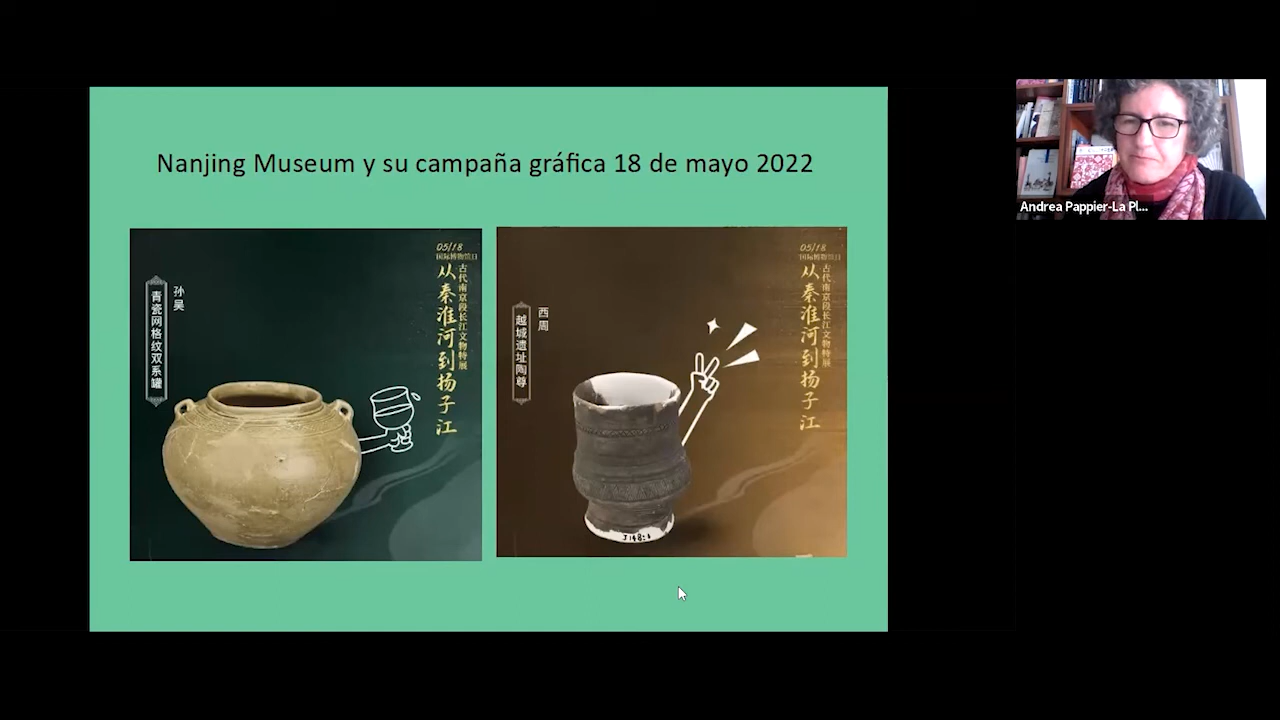 Nanjing Museum y su campaña gráfica 18 de mayo 2022
05/18
国际博物馆日
从秦淮河到扬子江
古代南京段长江文物特展
孙吴
青瓷网格纹双系罐
05/18
国际博物馆日
从秦淮河到扬子江
古代南京段长江文物特展
西周
越城遗址陶尊
J148:6
Andrea Pappier-La Pl...